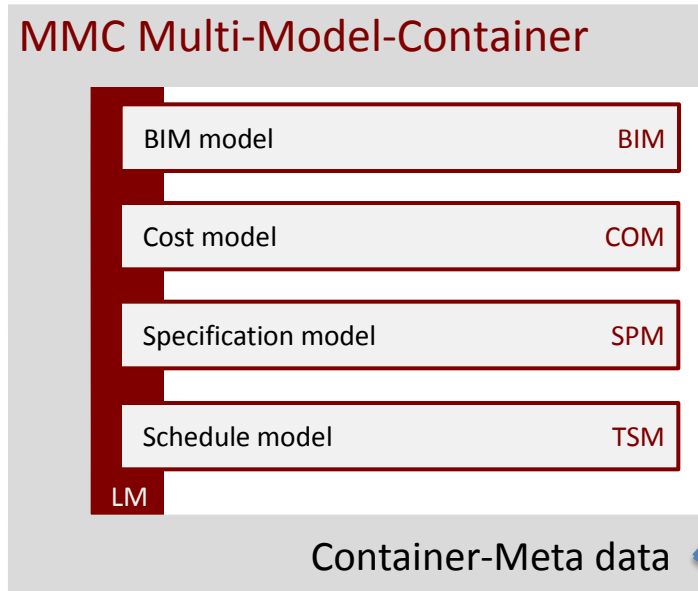 MMC Multi-Model-Container
BIM model BIM
Cost model COM
Specification model SPM
Schedule model TSM
LM
Container-Meta data